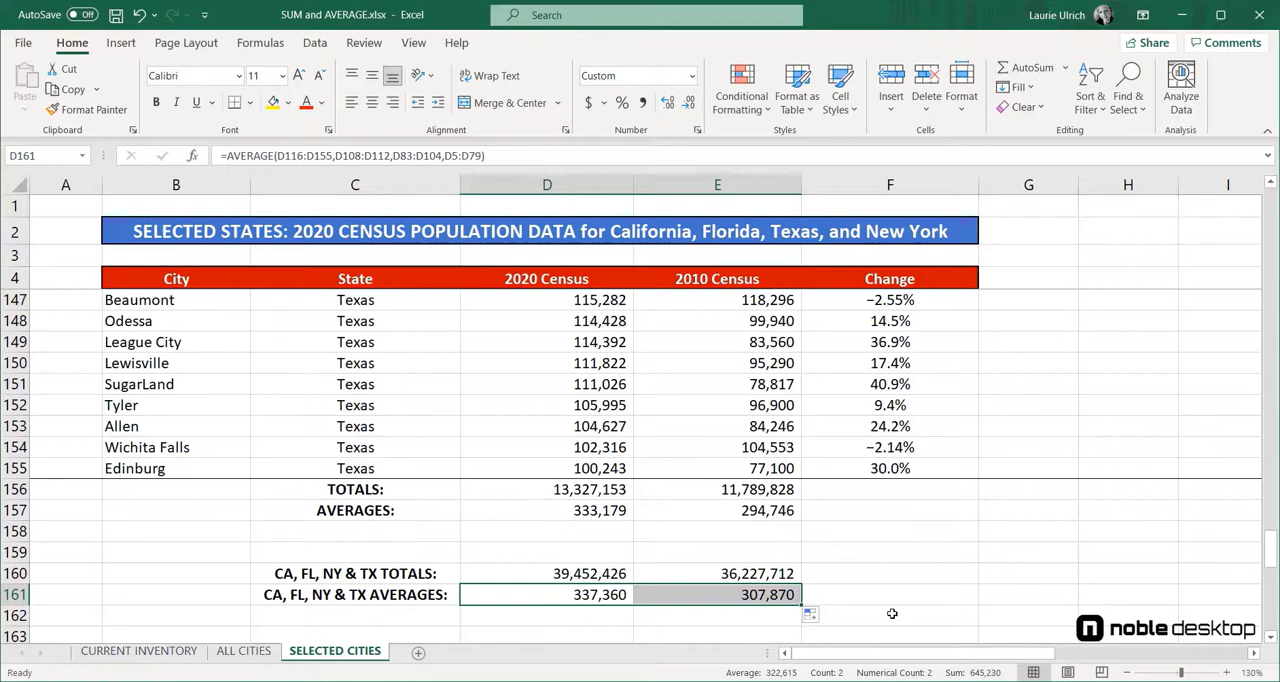 AutoSave Off SUM and AVERAGE.xlsx - Excel Search Laurie Ulrich
File Home Insert Page Layout Formulas Data Review View Help Share Comments
Cut Calibri 11 Wrap Text Custom AutoSum
Paste Copy Conditional Formatting Format as Table Cell Styles Insert Delete Format Fill Sort & Filter Find & Select Analyze Data
Format Painter B I U Merge & Center $ % Clear
Clipboard Font Alignment Number Styles Cells Editing Analysis
D161 fx =AVERAGE(D116:D155,D108:D112,D83:D104,D5:D79)
A B C D E F G H I
1
2 SELECTED STATES: 2020 CENSUS POPULATION DATA for California, Florida, Texas, and New York
3
4 City State 2020 Census 2010 Census Change
147 Beaumont Texas 115,282 118,296 −2.55%
148 Odessa Texas 114,428 99,940 14.5%
149 League City Texas 114,392 83,560 36.9%
150 Lewisville Texas 111,822 95,290 17.4%
151 SugarLand Texas 111,026 78,817 40.9%
152 Tyler Texas 105,995 96,900 9.4%
153 Allen Texas 104,627 84,246 24.2%
154 Wichita Falls Texas 102,316 104,553 −2.14%
155 Edinburg Texas 100,243 77,100 30.0%
156 TOTALS: 13,327,153 11,789,828
157 AVERAGES: 333,179 294,746
158
159
160 CA, FL, NY & TX TOTALS: 39,452,426 36,227,712
161 CA, FL, NY & TX AVERAGES: 337,360 307,870
162
163
noble desktop
CURRENT INVENTORY ALL CITIES SELECTED CITIES
Ready Average: 322,615 Count: 2 Numerical Count: 2 Sum: 645,230 130%